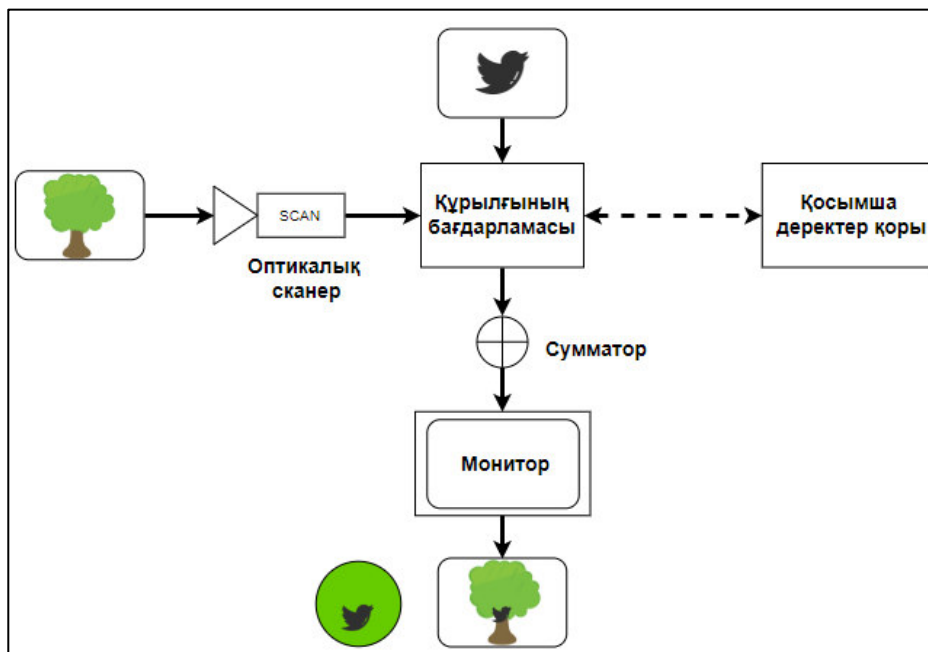 SCAN
Оптикалық
сканер
Құрылғының
бағдарламасы
Қосымша
деректер қоры
Сумматор
Монитор